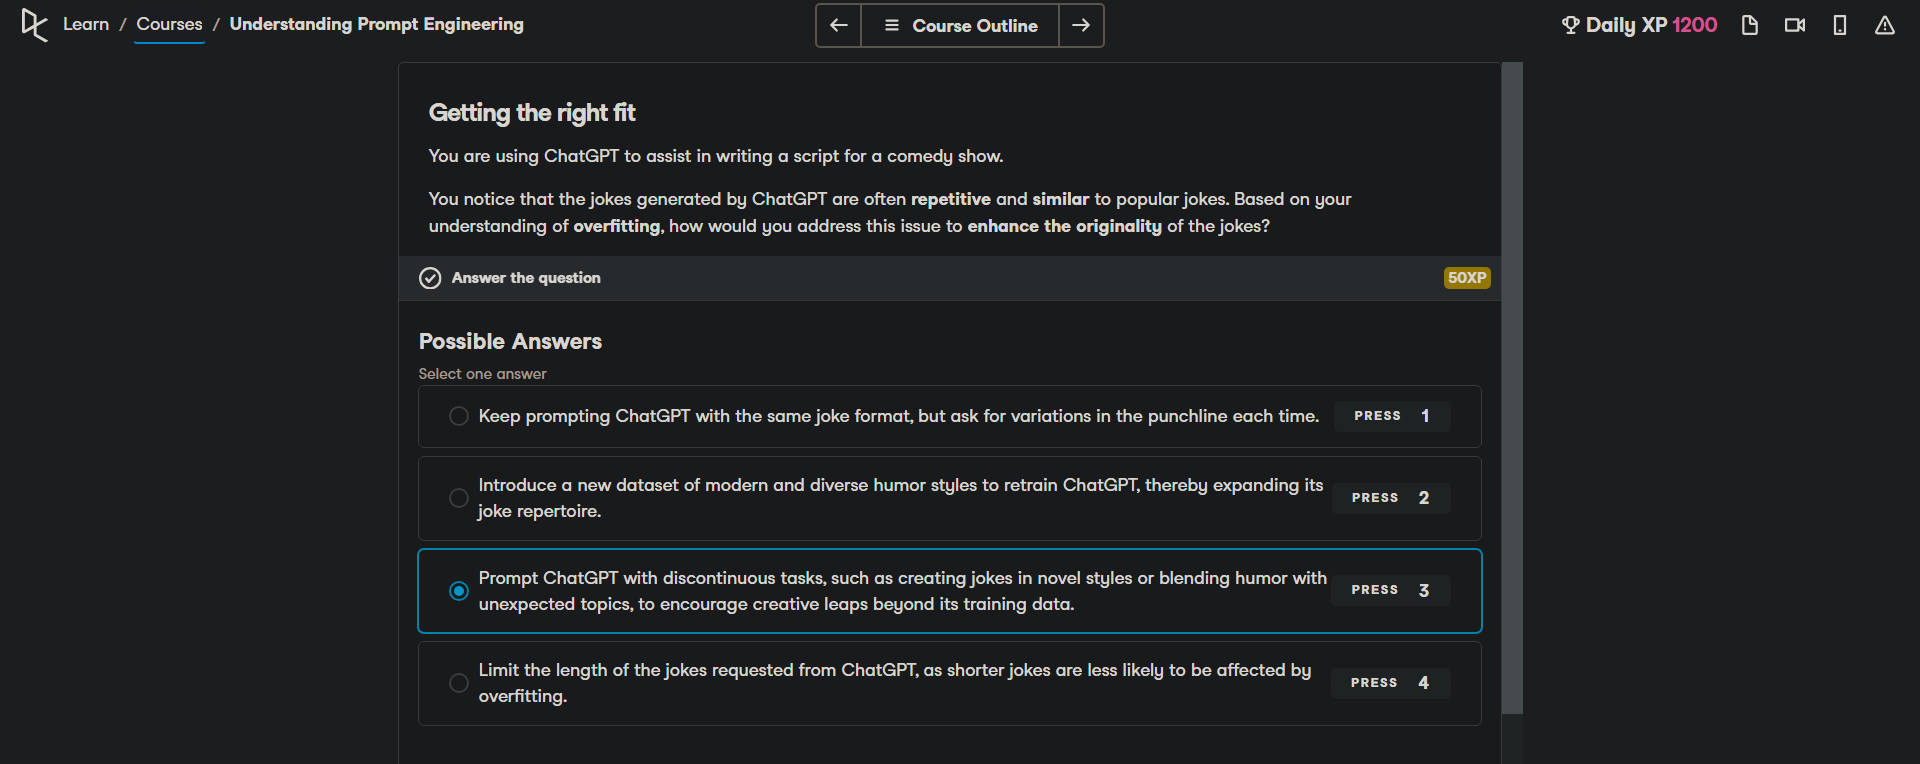 Learn / Courses / Understanding Prompt Engineering
Course Outline
Daily XP 1200
Getting the right fit
You are using ChatGPT to assist in writing a script for a comedy show.
You notice that the jokes generated by ChatGPT are often repetitive and similar to popular jokes. Based on your
understanding of overfitting, how would you address this issue to enhance the originality of the jokes?
Answer the question
50XP
Possible Answers
Select one answer
Keep prompting ChatGPT with the same joke format, but ask for variations in the punchline each time.
PRESS 1
Introduce a new dataset of modern and diverse humor styles to retrain ChatGPT, thereby expanding its
joke repertoire.
PRESS 2
Prompt ChatGPT with discontinuous tasks, such as creating jokes in novel styles or blending humor with
unexpected topics, to encourage creative leaps beyond its training data.
PRESS 3
Limit the length of the jokes requested from ChatGPT, as shorter jokes are less likely to be affected by
overfitting.
PRESS 4